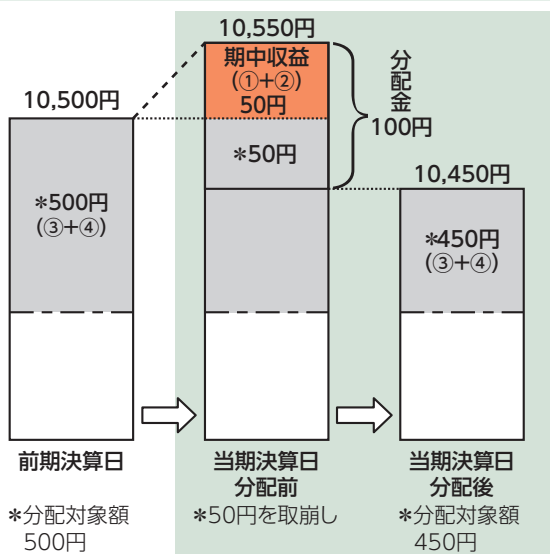 10,500円
*500円
(③+④)
前期決算日
*分配対象額
500円
10,550円
期中収益
(①+②)
50円
*50円
分配金
100円
当期決算日
分配前
*50円を取崩し
10,450円
*450円
(③+④)
当期決算日
分配後
*分配対象額
450円